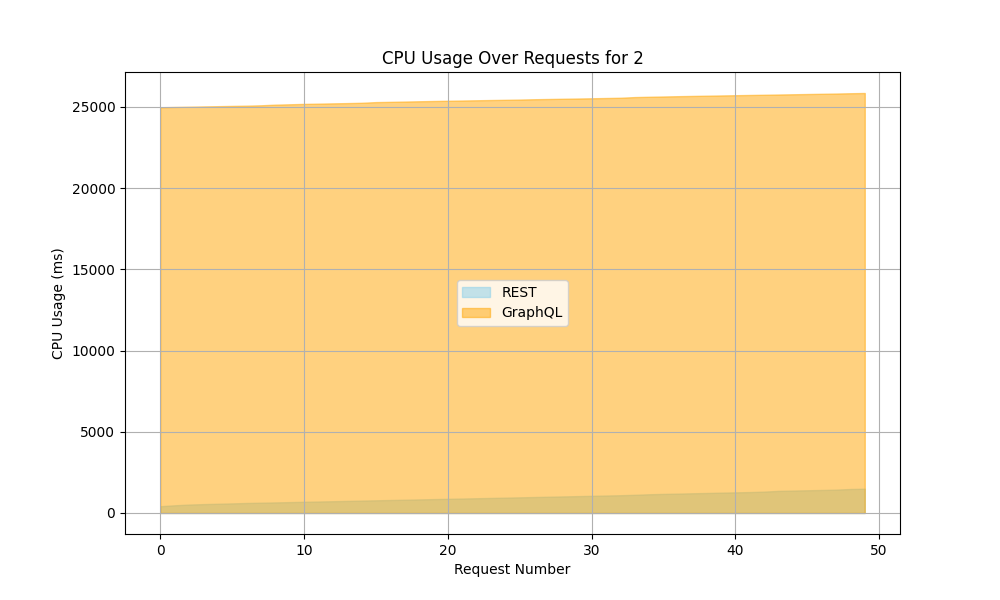 CPU Usage Over Requests for 2
CPU Usage (ms)
25000
20000
15000
10000
5000
0
REST
GraphQL
0 10 20 30 40 50
Request Number